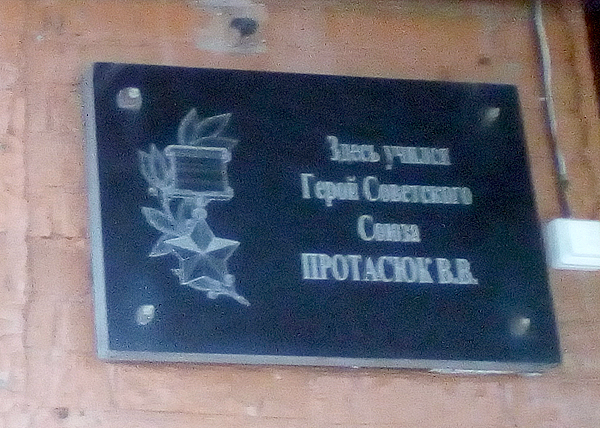 Здесь учился
Герой Советского
Союза
ПРОТАСЮК В.В.